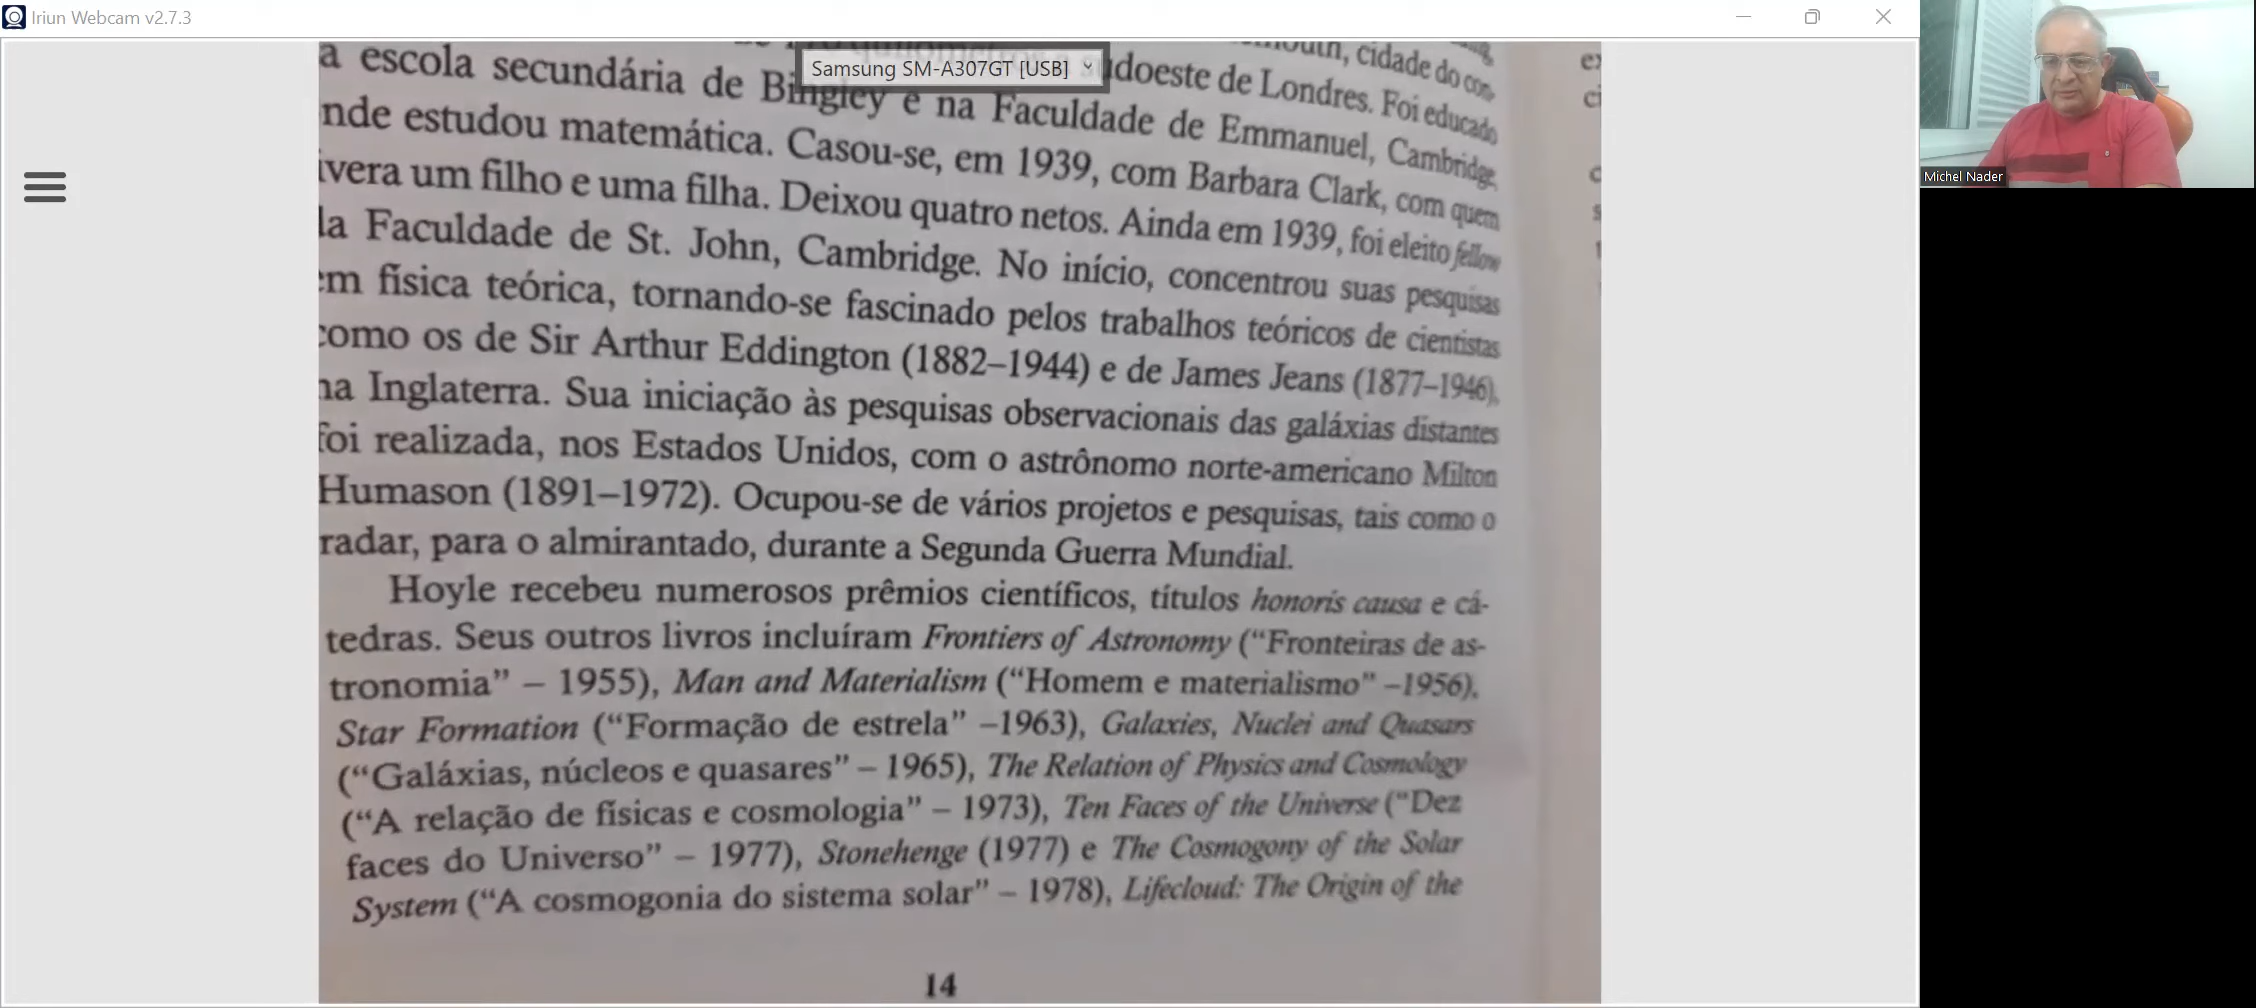 Iriun Webcam v2.7.3
Samsung SM-A307GT [USB]
Michel Nader
cidade do con-
sudoeste de Londres. Foi educado
a escola secundária de Bingley e na Faculdade de Emmanuel, Cambridge,
nde estudou matemática. Casou-se, em 1939, com Barbara Clark, com quem
ivera um filho e uma filha. Deixou quatro netos. Ainda em 1939, foi eleito fellow
la Faculdade de St. John, Cambridge. No início, concentrou suas pesquisas
em física teórica, tornando-se fascinado pelos trabalhos teóricos de cientistas
como os de Sir Arthur Eddington (1882–1944) e de James Jeans (1877–1946),
na Inglaterra. Sua iniciação às pesquisas observacionais das galáxias distantes
foi realizada, nos Estados Unidos, com o astrônomo norte-americano Milton
Humason (1891–1972). Ocupou-se de vários projetos e pesquisas, tais como o
radar, para o almirantado, durante a Segunda Guerra Mundial.
Hoyle recebeu numerosos prêmios científicos, títulos honoris causa e cá-
tedras. Seus outros livros incluíram Frontiers of Astronomy (“Fronteiras de as-
tronomia” – 1955), Man and Materialism (“Homem e materialismo” –1956),
Star Formation (“Formação de estrela” –1963), Galaxies, Nuclei and Quasars
(“Galáxias, núcleos e quasares” – 1965), The Relation of Physics and Cosmology
(“A relação de físicas e cosmologia” – 1973), Ten Faces of the Universe (“Dez
faces do Universo” – 1977), Stonehenge (1977) e The Cosmogony of the Solar
System (“A cosmogonia do sistema solar” – 1978), Lifecloud: The Origin of the
14